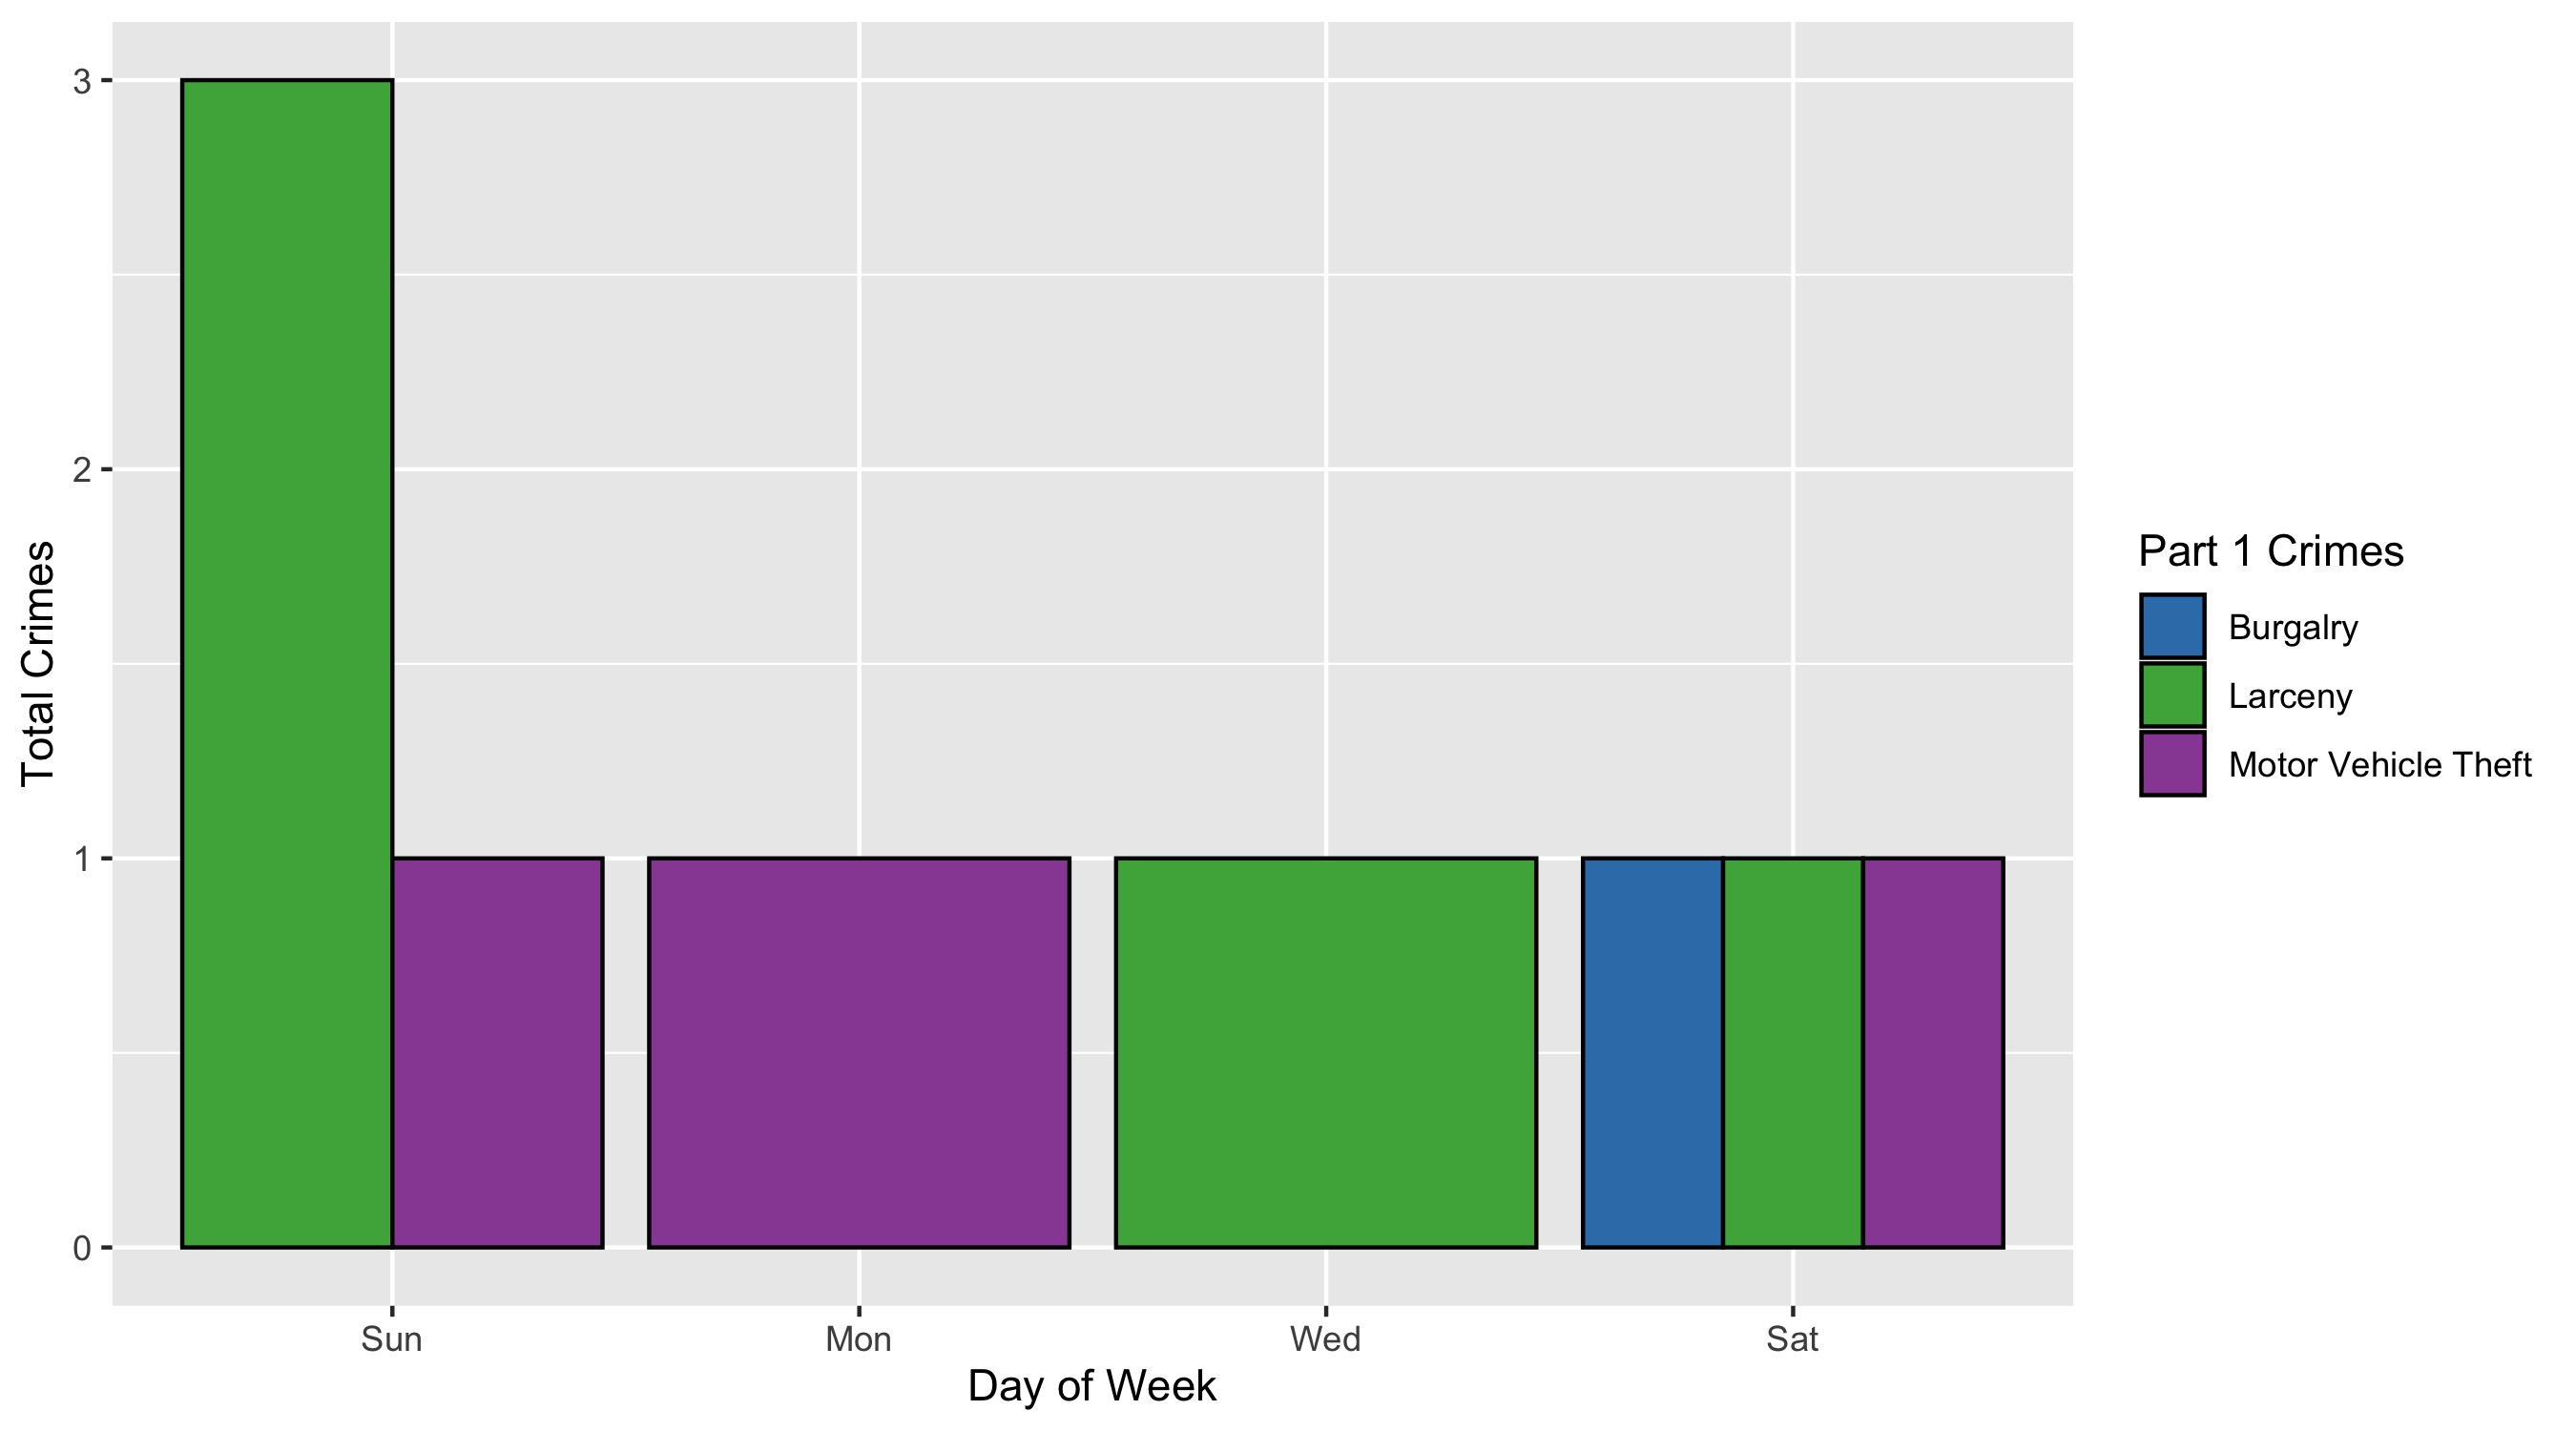 3
2
1
0
Total Crimes
Sun Mon Wed Sat
Day of Week
Part 1 Crimes
Burgalry
Larceny
Motor Vehicle Theft